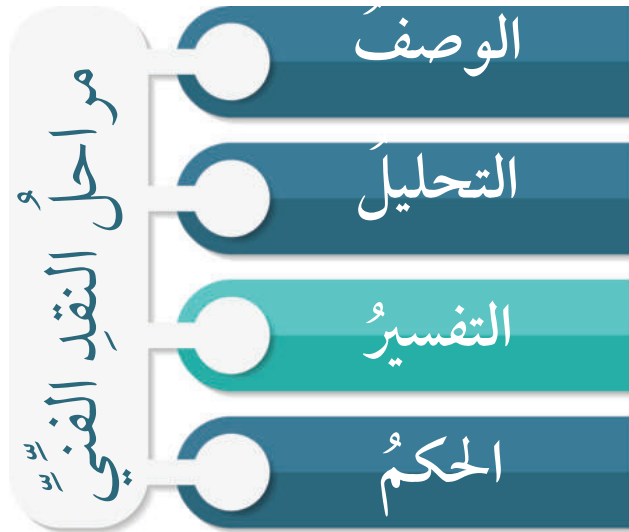 مراحلُ النقدِ الفنيِّ
الوصفُ
التحليلُ
التفسيرُ
الحكمُ